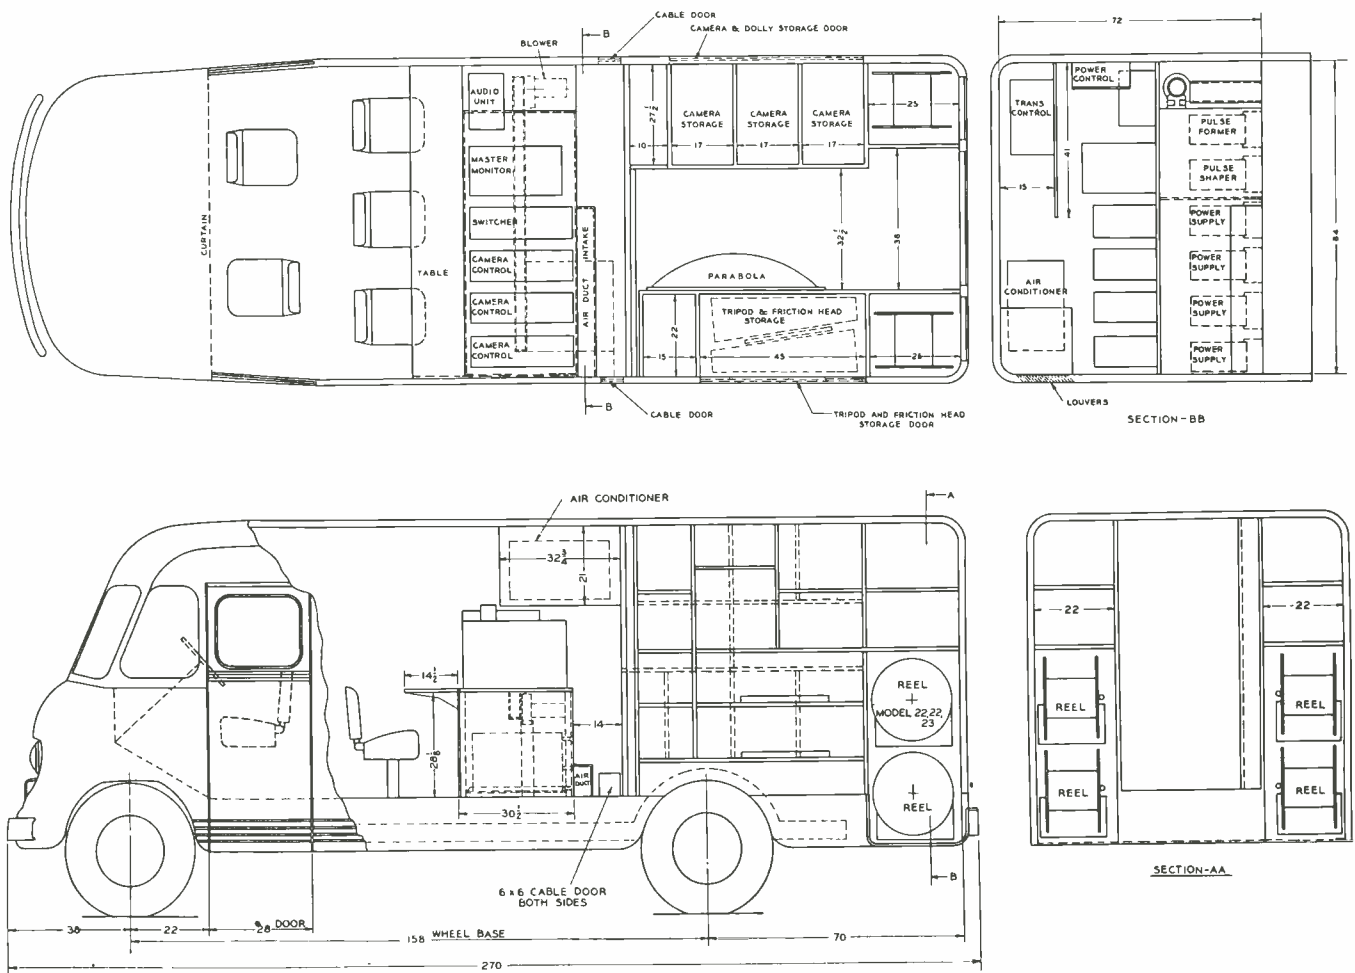 CABLE DOOR
CAMERA & DOLLY STORAGE DOOR
B
BLOWER
72
AUDIO
UNIT
27 1/2
CAMERA
STORAGE
CAMERA
STORAGE
CAMERA
STORAGE
25
10
17
17
17
MASTER
MONITOR
SWITCHER
CAMERA
CONTROL
CAMERA
CONTROL
CAMERA
CONTROL
CURTAIN
TABLE
AIR DUCT INTAKE
32 1/2
38
PARABOLA
TRIPOD & FRICTION HEAD
STORAGE
22
15
45
26
B
CABLE DOOR
TRIPOD AND FRICTION HEAD
STORAGE DOOR
POWER
CONTROL
TRANS
CONTROL
41
15
PULSE
FORMER
PULSE
SHAPER
POWER
SUPPLY
POWER
SUPPLY
POWER
SUPPLY
POWER
SUPPLY
84
AIR
CONDITIONER
LOUVERS
SECTION-BB
AIR CONDITIONER
A
32 3/4
21
14 1/2
28 1/8
14
AIR
DUCT
30 1/2
REEL
MODEL 22,22,
23
REEL
B
6 x 6 CABLE DOOR
BOTH SIDES
38
22
DOOR
28
158
WHEEL BASE
70
270
22
22
REEL
REEL
REEL
REEL
SECTION-AA